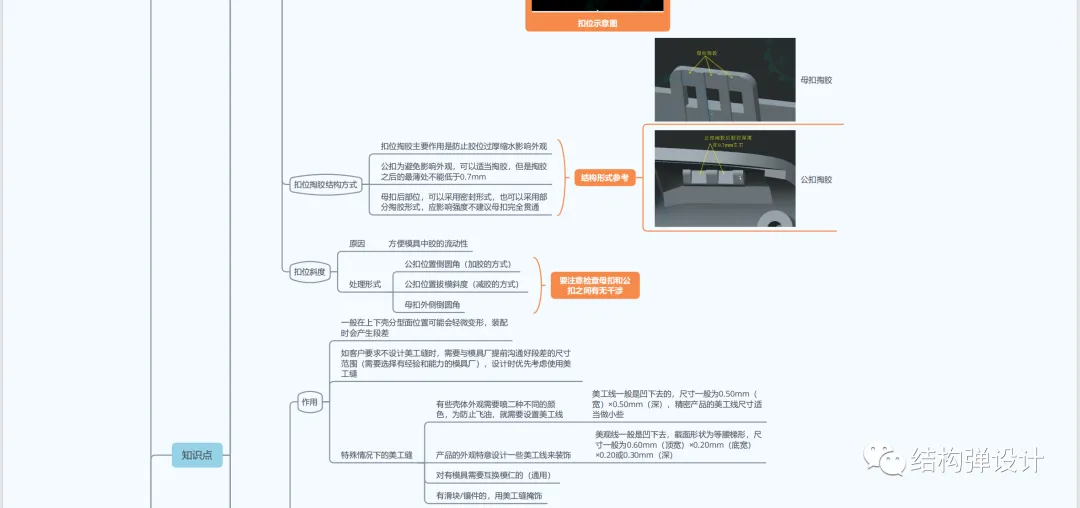 扣位示意图
母扣掏胶
母扣掏胶
公扣掏胶后胶位厚度
在0.7mm左右
公扣掏胶
扣位掏胶结构方式
扣位掏胶主要作用是防止胶位过厚缩水影响外观
公扣为避免影响外观，可以适当掏胶，但是掏胶
之后的最薄处不能低于0.7mm
母扣后部位，可以采用密封形式，也可以采用部
分掏胶形式，应影响强度不建议母扣完全贯通
结构形式参考
扣位斜度
原因
方便模具中胶的流动性
处理形式
公扣位置倒圆角（加胶的方式）
公扣位置拔模斜度（减胶的方式）
母扣外侧倒圆角
要注意检查母扣和公
扣之间有无干涉
作用
一般在上下壳分型面位置可能会轻微变形，装配
时会产生段差
如客户要求不设计美工缝时，需要与模具厂提前沟通好段差的尺寸
范围（需要选择有经验和能力的模具厂），设计时优先考虑使用美
工缝
特殊情况下的美工缝
有些壳体外观需要喷二种不同的颜
色，为防止飞油，就需要设置美工线
美工线一般是凹下去的，尺寸一般为0.50mm（
宽）×0.50mm（深），精密产品的美工线尺寸适
当做小些
产品的外观特意设计一些美工线来装饰
美观线一般是凹下去，截面形状为等腰梯形，尺
寸一般为0.60mm（顶宽）×0.20mm（底宽）
×0.20或0.30mm（深）
对有模具需要互换模仁的（通用）
有滑块/镶件的，用美工缝掩饰
知识点
结构弹设计